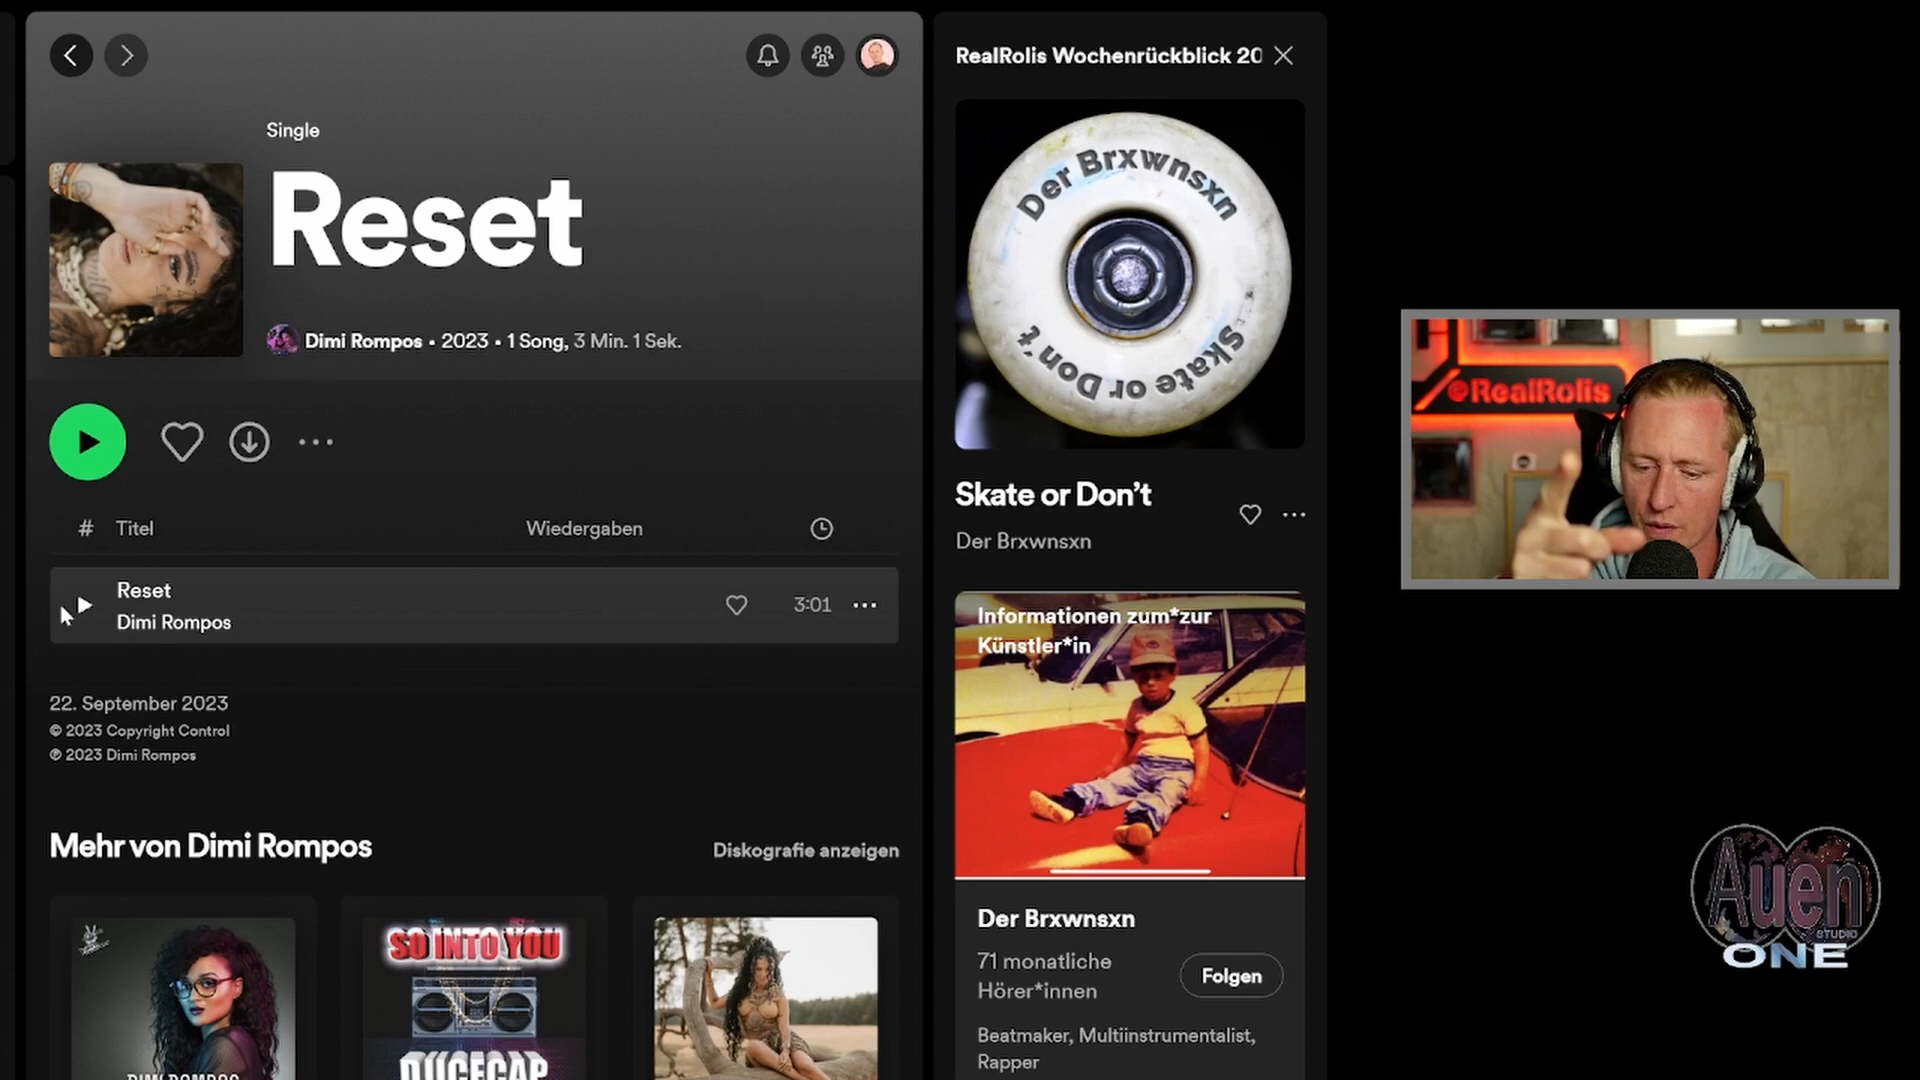 Single
Reset
Dimi Rompos • 2023 • 1 Song, 3 Min. 1 Sek.
# Titel Wiedergaben
Reset
3:01
Dimi Rompos
22. September 2023
© 2023 Copyright Control
℗ 2023 Dimi Rompos
Mehr von Dimi Rompos
Diskografie anzeigen
DIMI ROMPOS
SO INTO YOU
DUCECAP
RealRolis Wochenrückblick 20
Der Brxwnsxn
Skate or Don't
Skate or Don’t
Der Brxwnsxn
Informationen zum*zur
Künstler*in
Der Brxwnsxn
71 monatliche
Hörer*innen
Folgen
Beatmaker, Multiinstrumentalist,
Rapper
@RealRolis
Auen
STUDIO
ONE